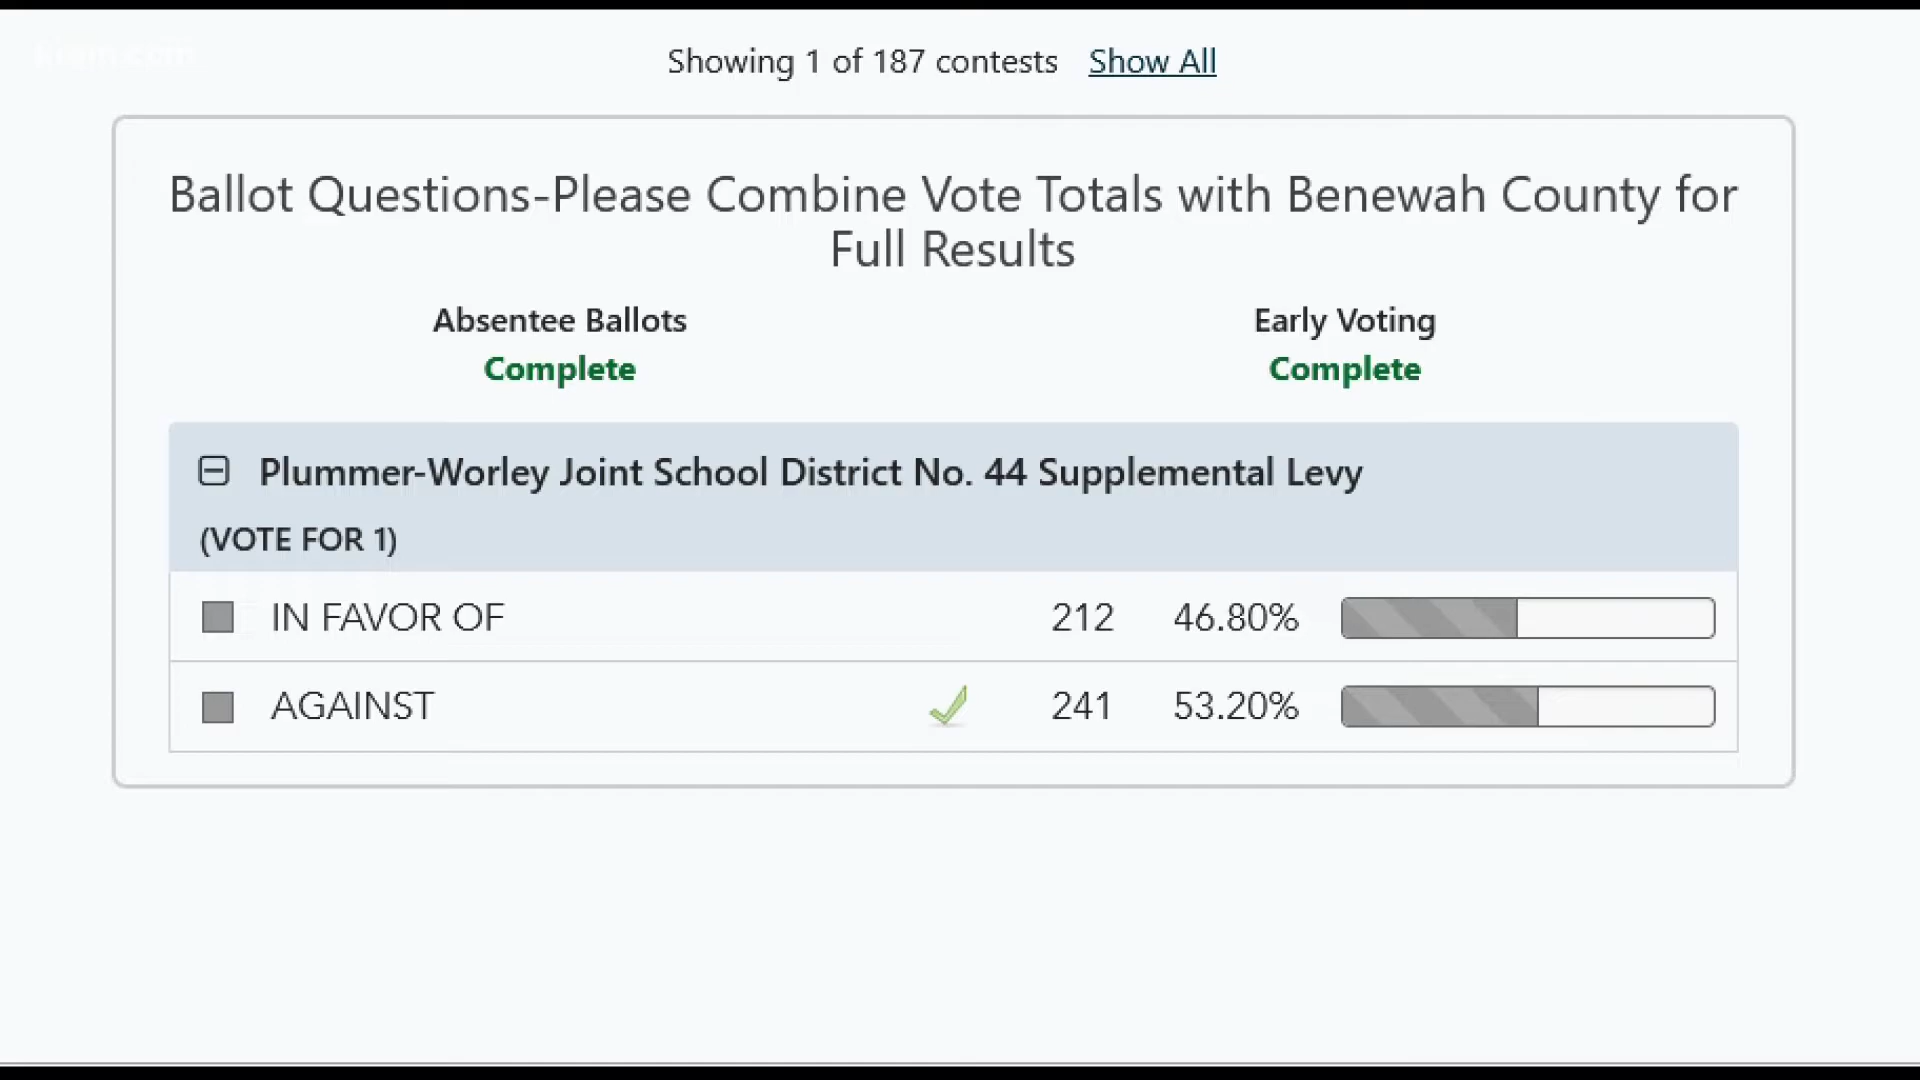 Showing 1 of 187 contests Show All
Ballot Questions-Please Combine Vote Totals with Benewah County for
Full Results
Absentee Ballots Early Voting
Complete Complete
Plummer-Worley Joint School District No. 44 Supplemental Levy
(VOTE FOR 1)
IN FAVOR OF 212 46.80%
AGAINST 241 53.20%